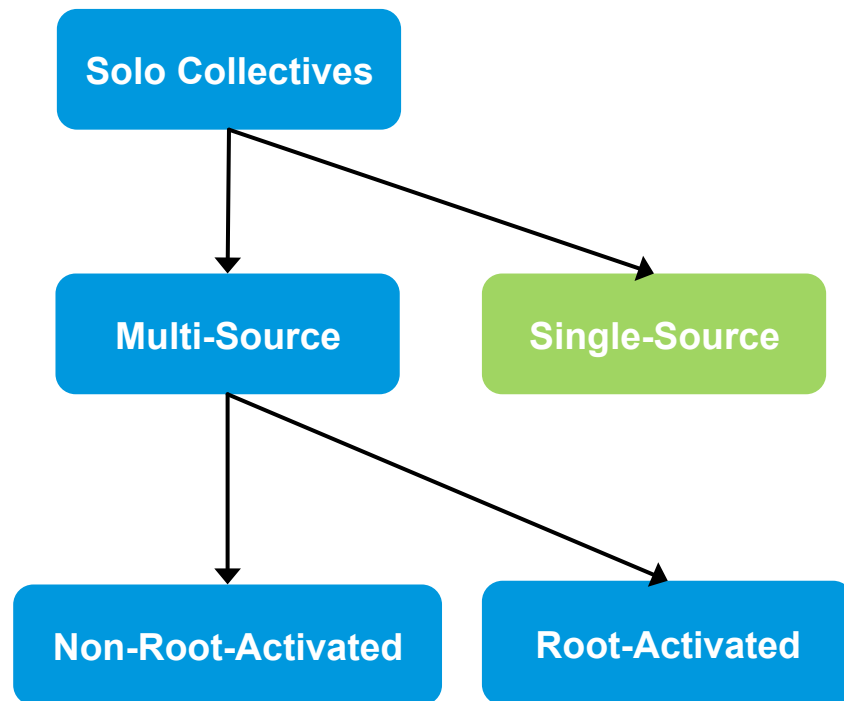 Solo Collectives
Multi-Source
Single-Source
Non-Root-Activated
Root-Activated